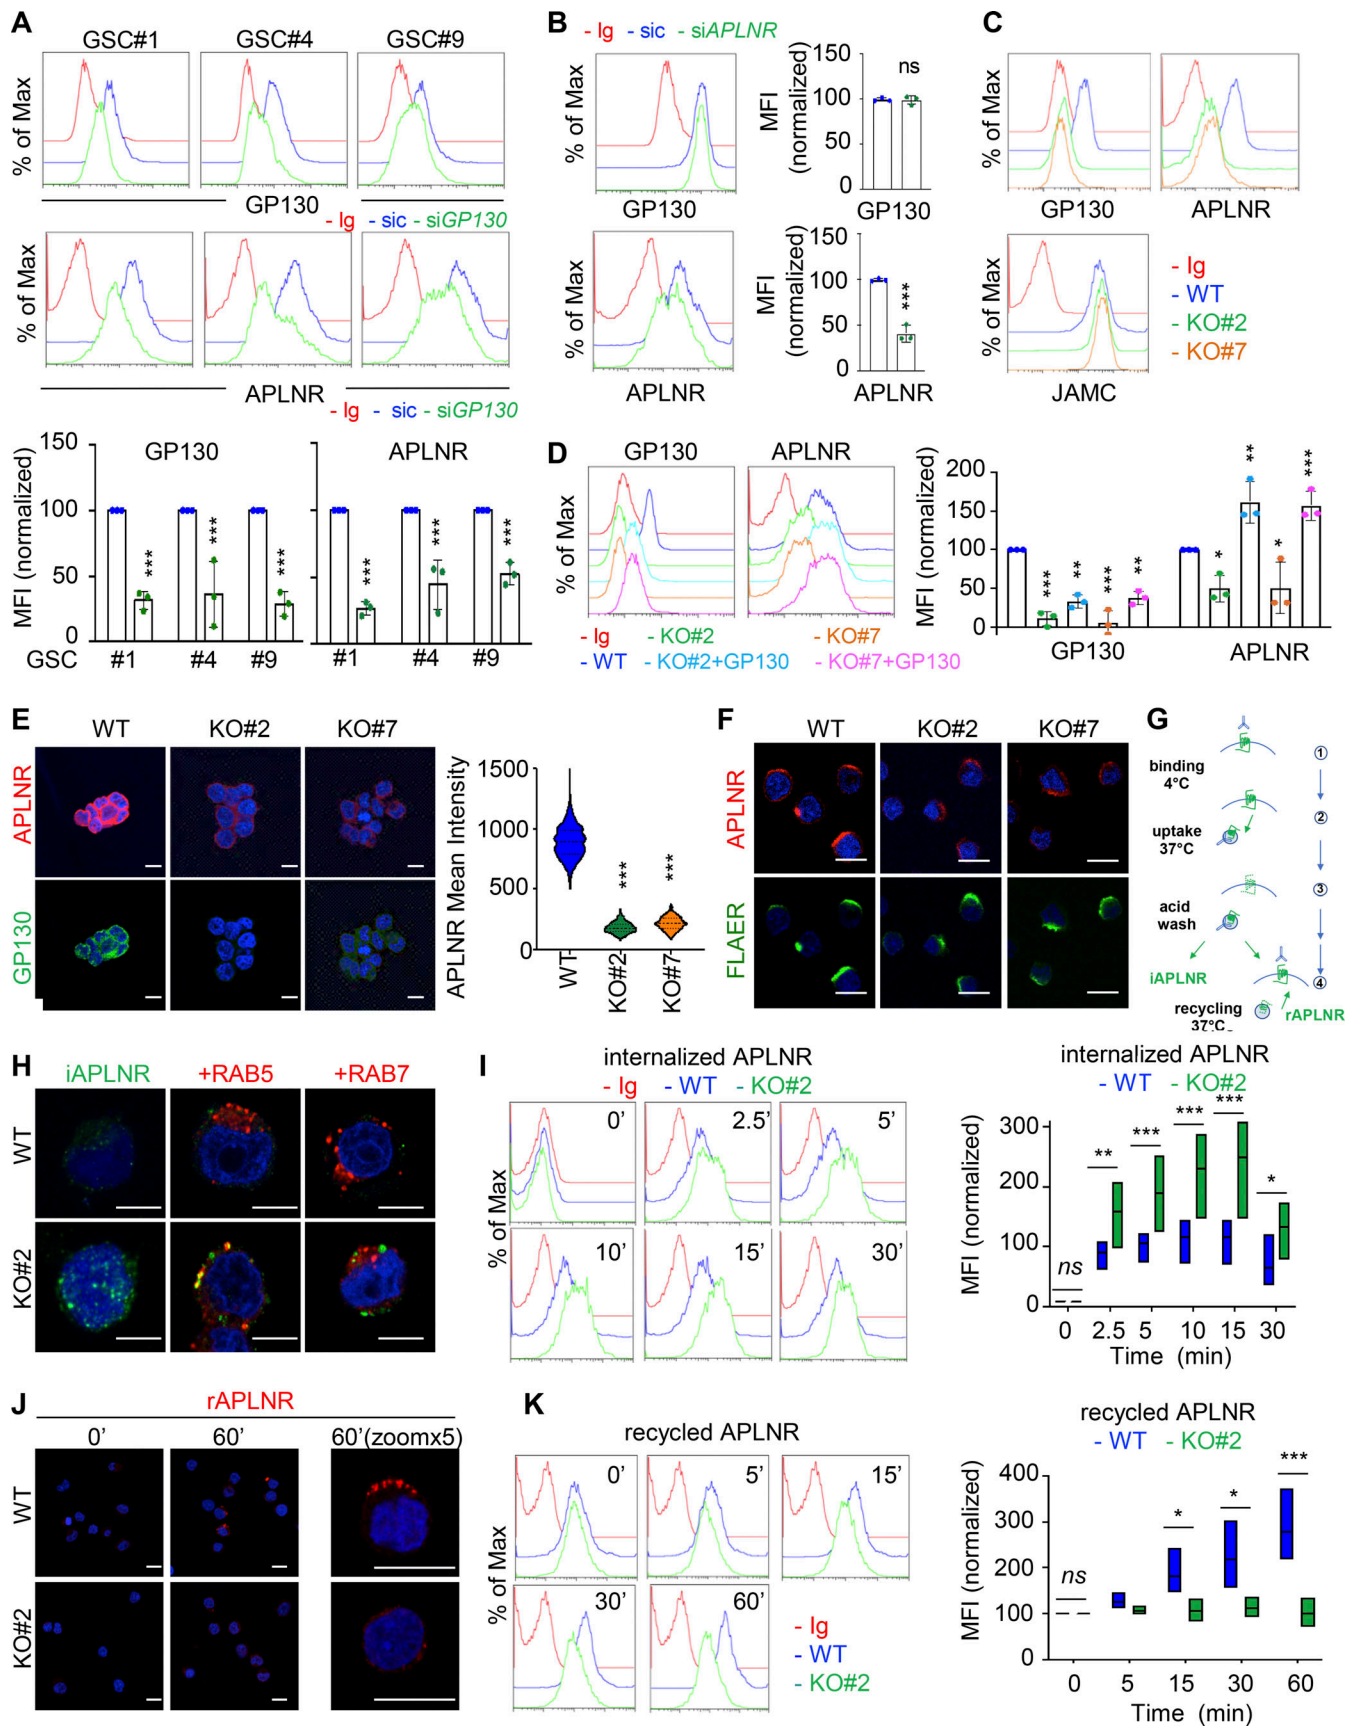 A
GSC#1 GSC#4 GSC#9
% of Max
GP130
- Ig - sic - siGP130
% of Max
APLNR
- Ig - sic - siGP130
GP130 APLNR
MFI (normalized)
150
100
50
0
*** *** *** *** *** ***
GSC #1 #4 #9 #1 #4 #9
B
- Ig - sic - siAPLNR
% of Max
GP130
MFI
(normalized)
150
100
50
0
ns
GP130
% of Max
APLNR
MFI
(normalized)
150
100
50
0
***
APLNR
C
% of Max
GP130 APLNR
% of Max
JAMC
- Ig
- WT
- KO#2
- KO#7
D
GP130 APLNR
% of Max
- Ig - KO#2 - KO#7
- WT - KO#2+GP130 - KO#7+GP130
MFI (normalized)
200
150
100
50
0
*** ** *** ** * ** * ***
GP130 APLNR
E
WT KO#2 KO#7
APLNR
GP130
APLNR Mean Intensity
1500
1000
500
0
*** ***
WT KO#2 KO#7
F
WT KO#2 KO#7
APLNR
FLAER
G
binding
4°C
uptake
37°C
acid
wash
iAPLNR
recycling
37°C
rAPLNR
1
2
3
4
H
iAPLNR +RAB5 +RAB7
WT
KO#2
I
internalized APLNR
- Ig - WT - KO#2
% of Max
0’ 2.5’ 5’
10’ 15’ 30’
internalized APLNR
- WT - KO#2
MFI (normalized)
300
200
100
0
ns ** *** *** *** *
0 2.5 5 10 15 30
Time (min)
J
rAPLNR
0’ 60’ 60’(zoomx5)
WT
KO#2
K
recycled APLNR
% of Max
0’ 5’ 15’
30’ 60’
- Ig
- WT
- KO#2
recycled APLNR
- WT - KO#2
MFI (normalized)
400
300
200
100
0
ns * * ***
0 5 15 30 60
Time (min)